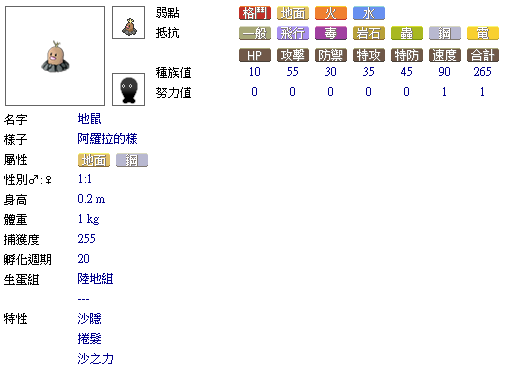 弱點 格鬥 地面 火 水
抵抗 一般 飛行 毒 岩石 蟲 鋼 電
HP 攻擊 防禦 特攻 特防 速度 合計
種族值 10 55 30 35 45 90 265
努力值 0 0 0 0 0 1 1
名字 地鼠
樣子 阿羅拉的樣
屬性 地面 鋼
性別♂:♀ 1:1
身高 0.2 m
體重 1 kg
捕獲度 255
孵化週期 20
生蛋組 陸地組
---
特性 沙隱
捲髮
沙之力